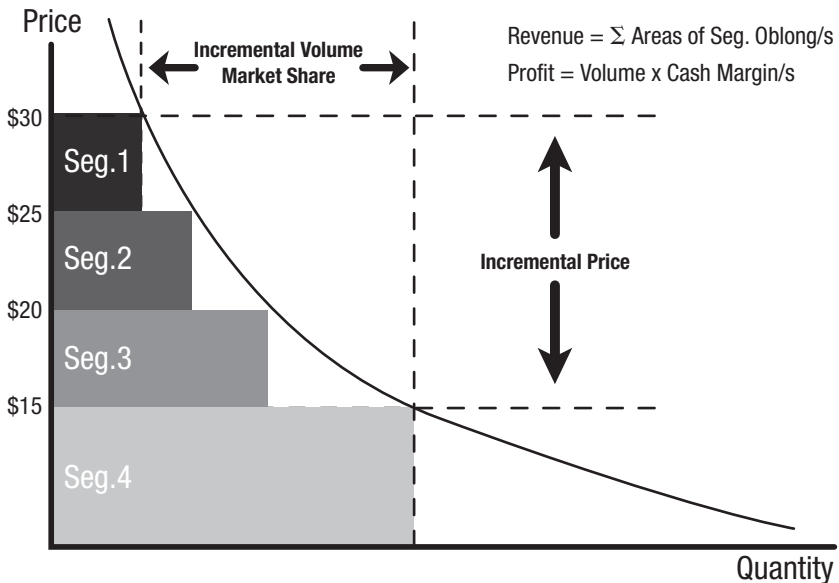 Price
Incremental Volume
Market Share
Revenue = Σ Areas of Seg. Oblong/s
Profit = Volume x Cash Margin/s
$30
Seg.1
$25
Seg.2
Incremental Price
$20
Seg.3
$15
Seg.4
Quantity